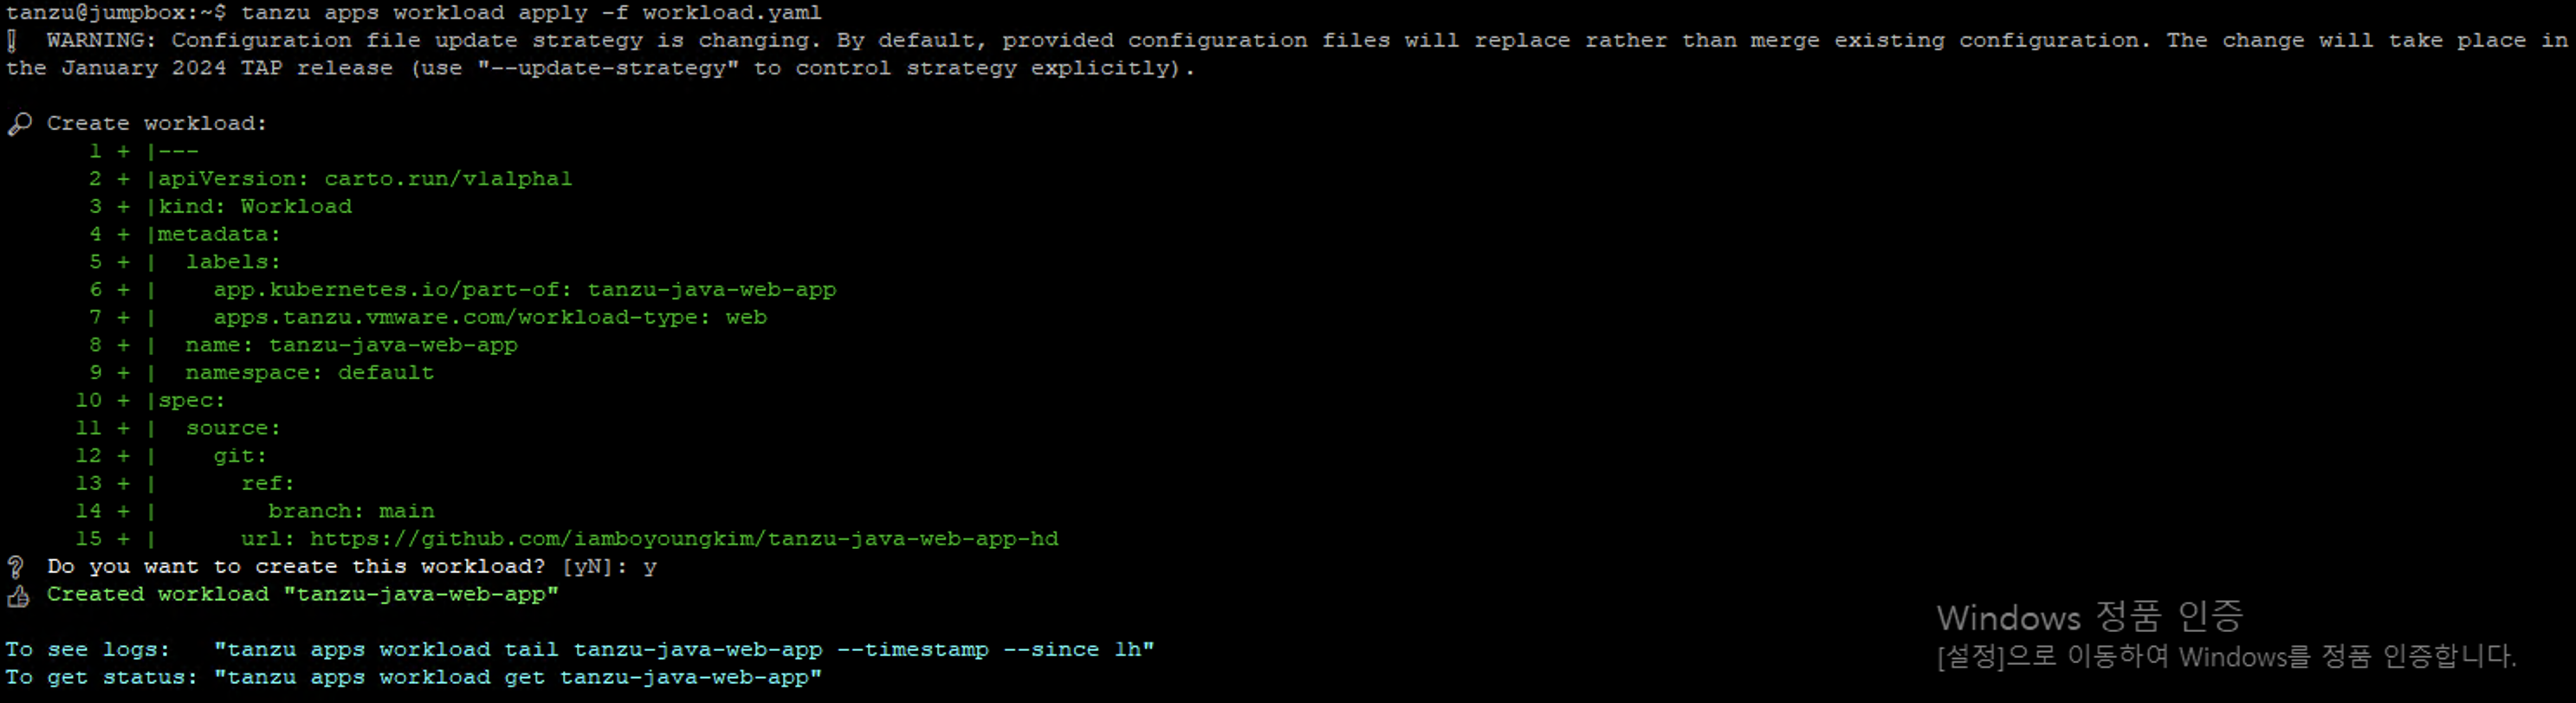 tanzu@jumpbox:~$ tanzu apps workload apply -f workload.yaml
❗ WARNING: Configuration file update strategy is changing. By default, provided configuration files will replace rather than merge existing configuration. The change will take place in
the January 2024 TAP release (use "--update-strategy" to control strategy explicitly).
🔎 Create workload:
1 + |---
2 + |apiVersion: carto.run/v1alpha1
3 + |kind: Workload
4 + |metadata:
5 + |  labels:
6 + |    app.kubernetes.io/part-of: tanzu-java-web-app
7 + |    apps.tanzu.vmware.com/workload-type: web
8 + |  name: tanzu-java-web-app
9 + |  namespace: default
10 + |spec:
11 + |  source:
12 + |    git:
13 + |      ref:
14 + |        branch: main
15 + |      url: https://github.com/iamboyoungkim/tanzu-java-web-app-hd
❓ Do you want to create this workload? [yN]: y
👍 Created workload "tanzu-java-web-app"
To see logs:   "tanzu apps workload tail tanzu-java-web-app --timestamp --since 1h"
To get status: "tanzu apps workload get tanzu-java-web-app"
Windows 정품 인증
[설정]으로 이동하여 Windows를 정품 인증합니다.